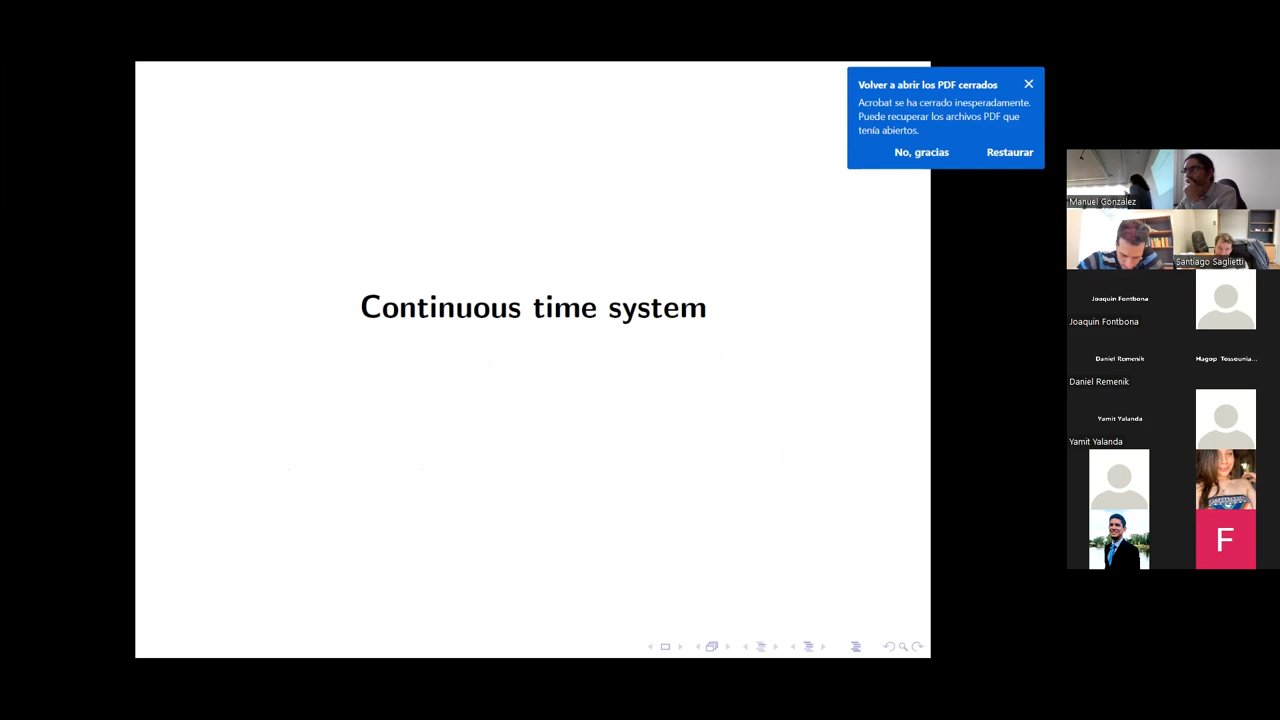 Continuous time system
Volver a abrir los PDF cerrados
Acrobat se ha cerrado inesperadamente.
Puede recuperar los archivos PDF que
tenía abiertos.
No, gracias
Restaurar
Manuel González
Santiago Saglietti
Joaquin Fontbona
Joaquin Fontbona
Daniel Remenik
Hagop Tossounia...
Daniel Remenik
Yamit Yalanda
Yamit Yalanda
F